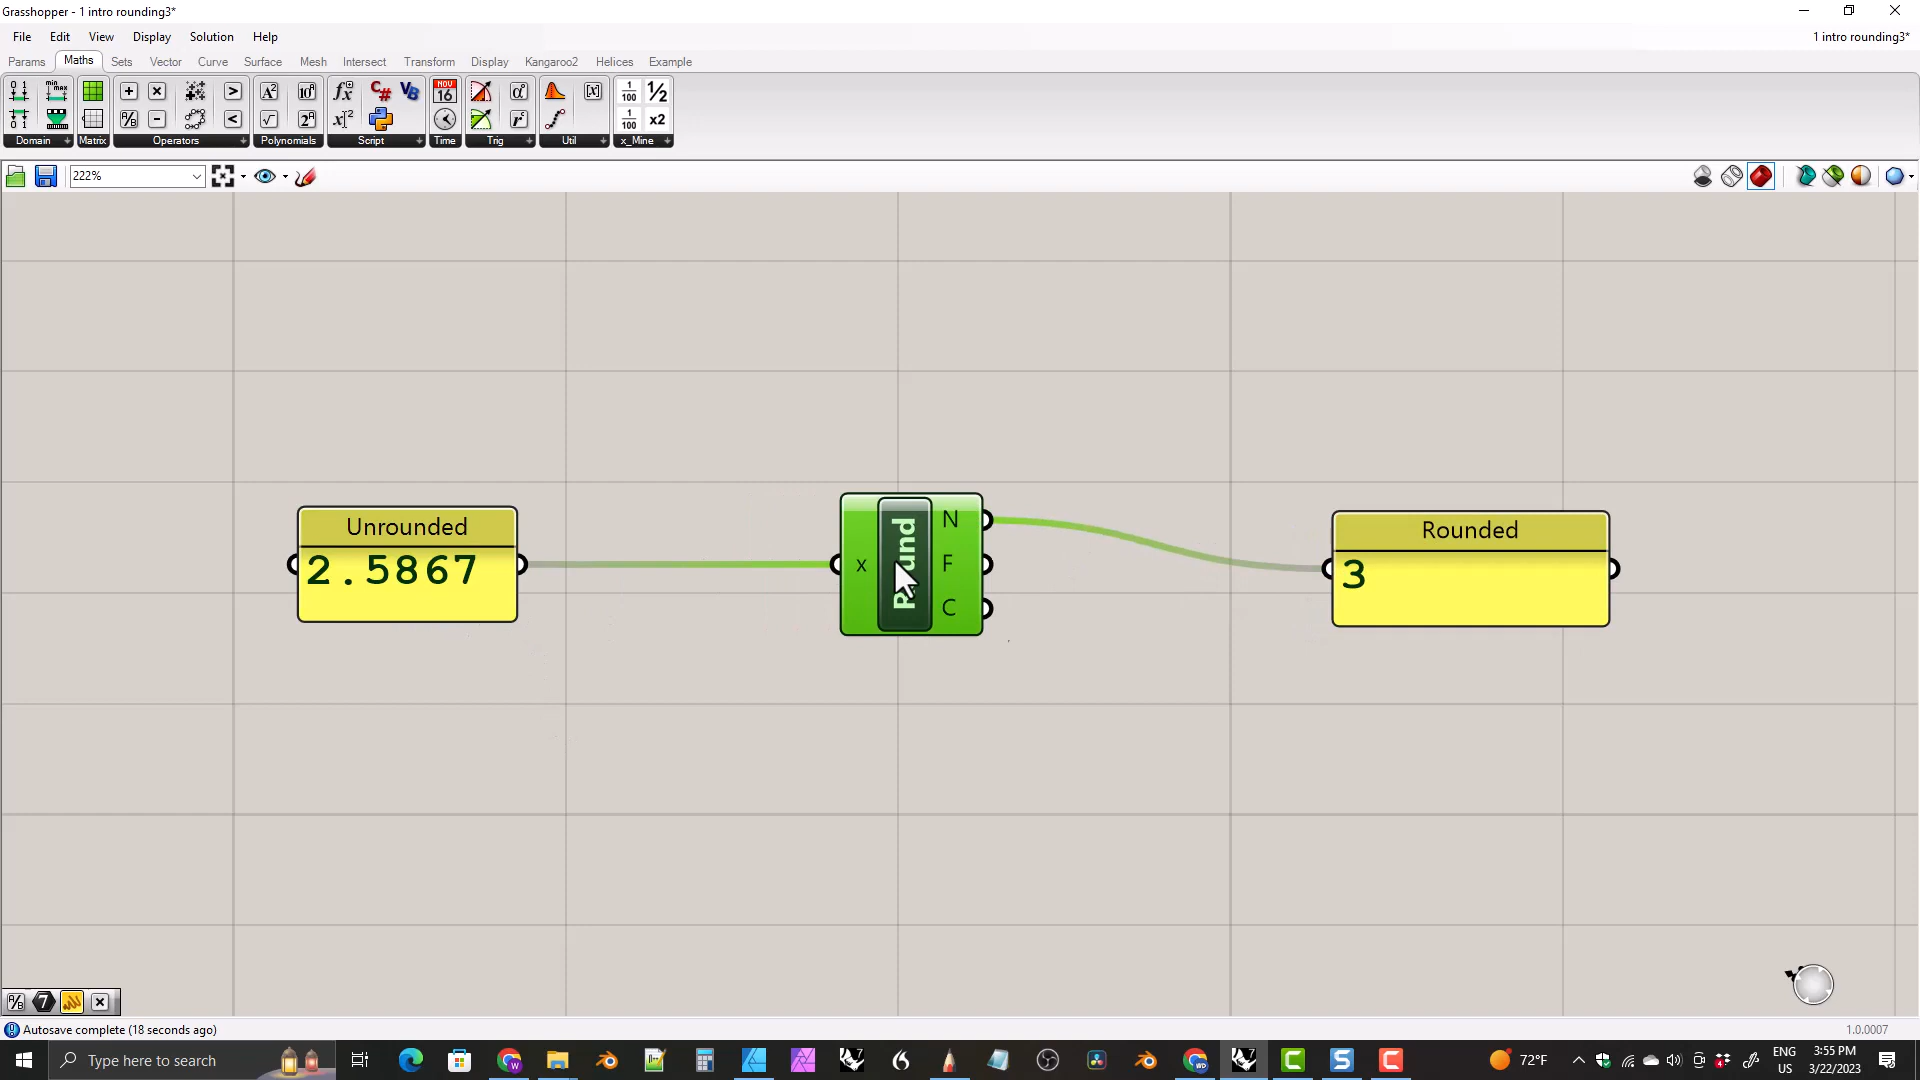 Grasshopper - 1 intro rounding3*
File Edit View Display Solution Help
1 intro rounding3*
Params Maths Sets Vector Curve Surface Mesh Intersect Transform Display Kangaroo2 Helices Example
Domain Matrix Operators Polynomials Script Time Trig Util x_Mine
222%
Unrounded
2.5867
x
N
F
C
Rounded
3
Autosave complete (18 seconds ago)
1.0.0007
Type here to search
72°F
ENG
US
3:55 PM
3/22/2023